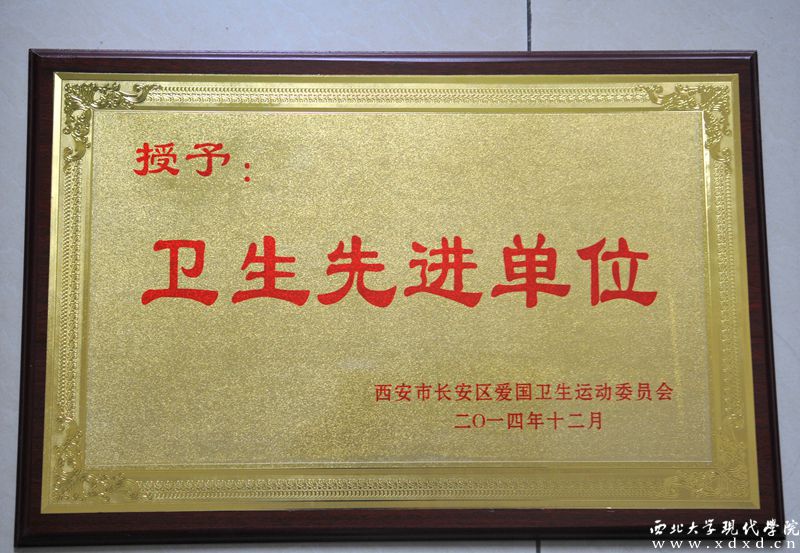 授予：
卫生先进单位
西安市长安区爱国卫生运动委员会
二〇一四年十二月
西北大学现代学院
www.xdxd.cn